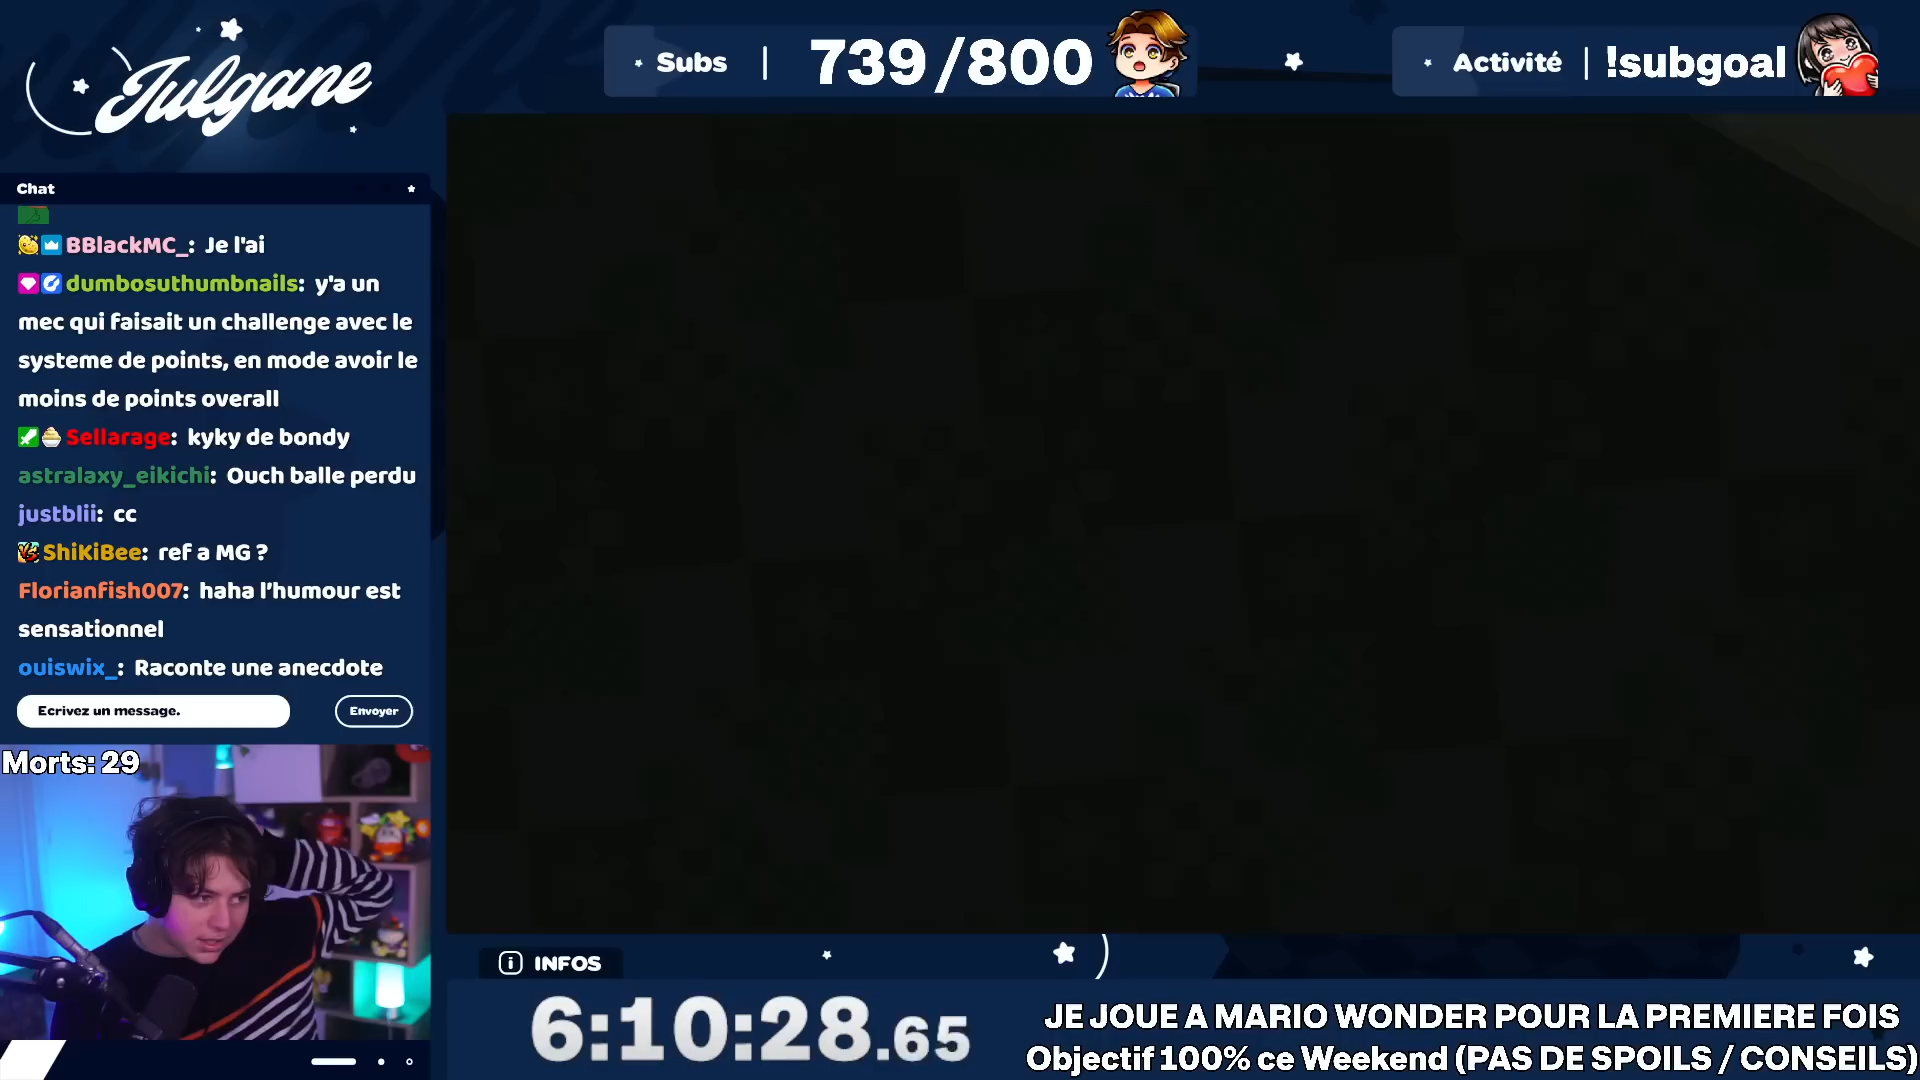 Julgane
Subs | 739/800
Activité | !subgoal
Chat
BBlackMC_: Je l'ai
dumbosuthumbnails: y'a un
mec qui faisait un challenge avec le
systeme de points, en mode avoir le
moins de points overall
Sellarage: kyky de bondy
astralaxy_eikichi: Ouch balle perdu
justblii: cc
ShiKiBee: ref a MG ?
Florianfish007: haha l'humour est
sensationnel
ouiswix_: Raconte une anecdote
Ecrivez un message.
Envoyer
Morts: 29
INFOS
6:10:28.65
JE JOUE A MARIO WONDER POUR LA PREMIERE FOIS
Objectif 100% ce Weekend (PAS DE SPOILS / CONSEILS)